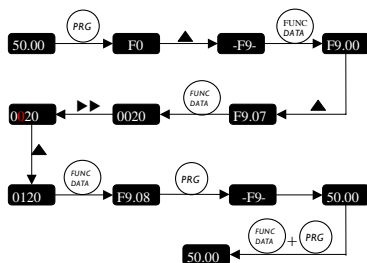 50.00 PRG F0 -F9- FUNC DATA F9.00
0020 0020 FUNC DATA F9.07
0120 FUNC DATA F9.08 PRG -F9- 50.00
50.00 FUNC DATA + PRG